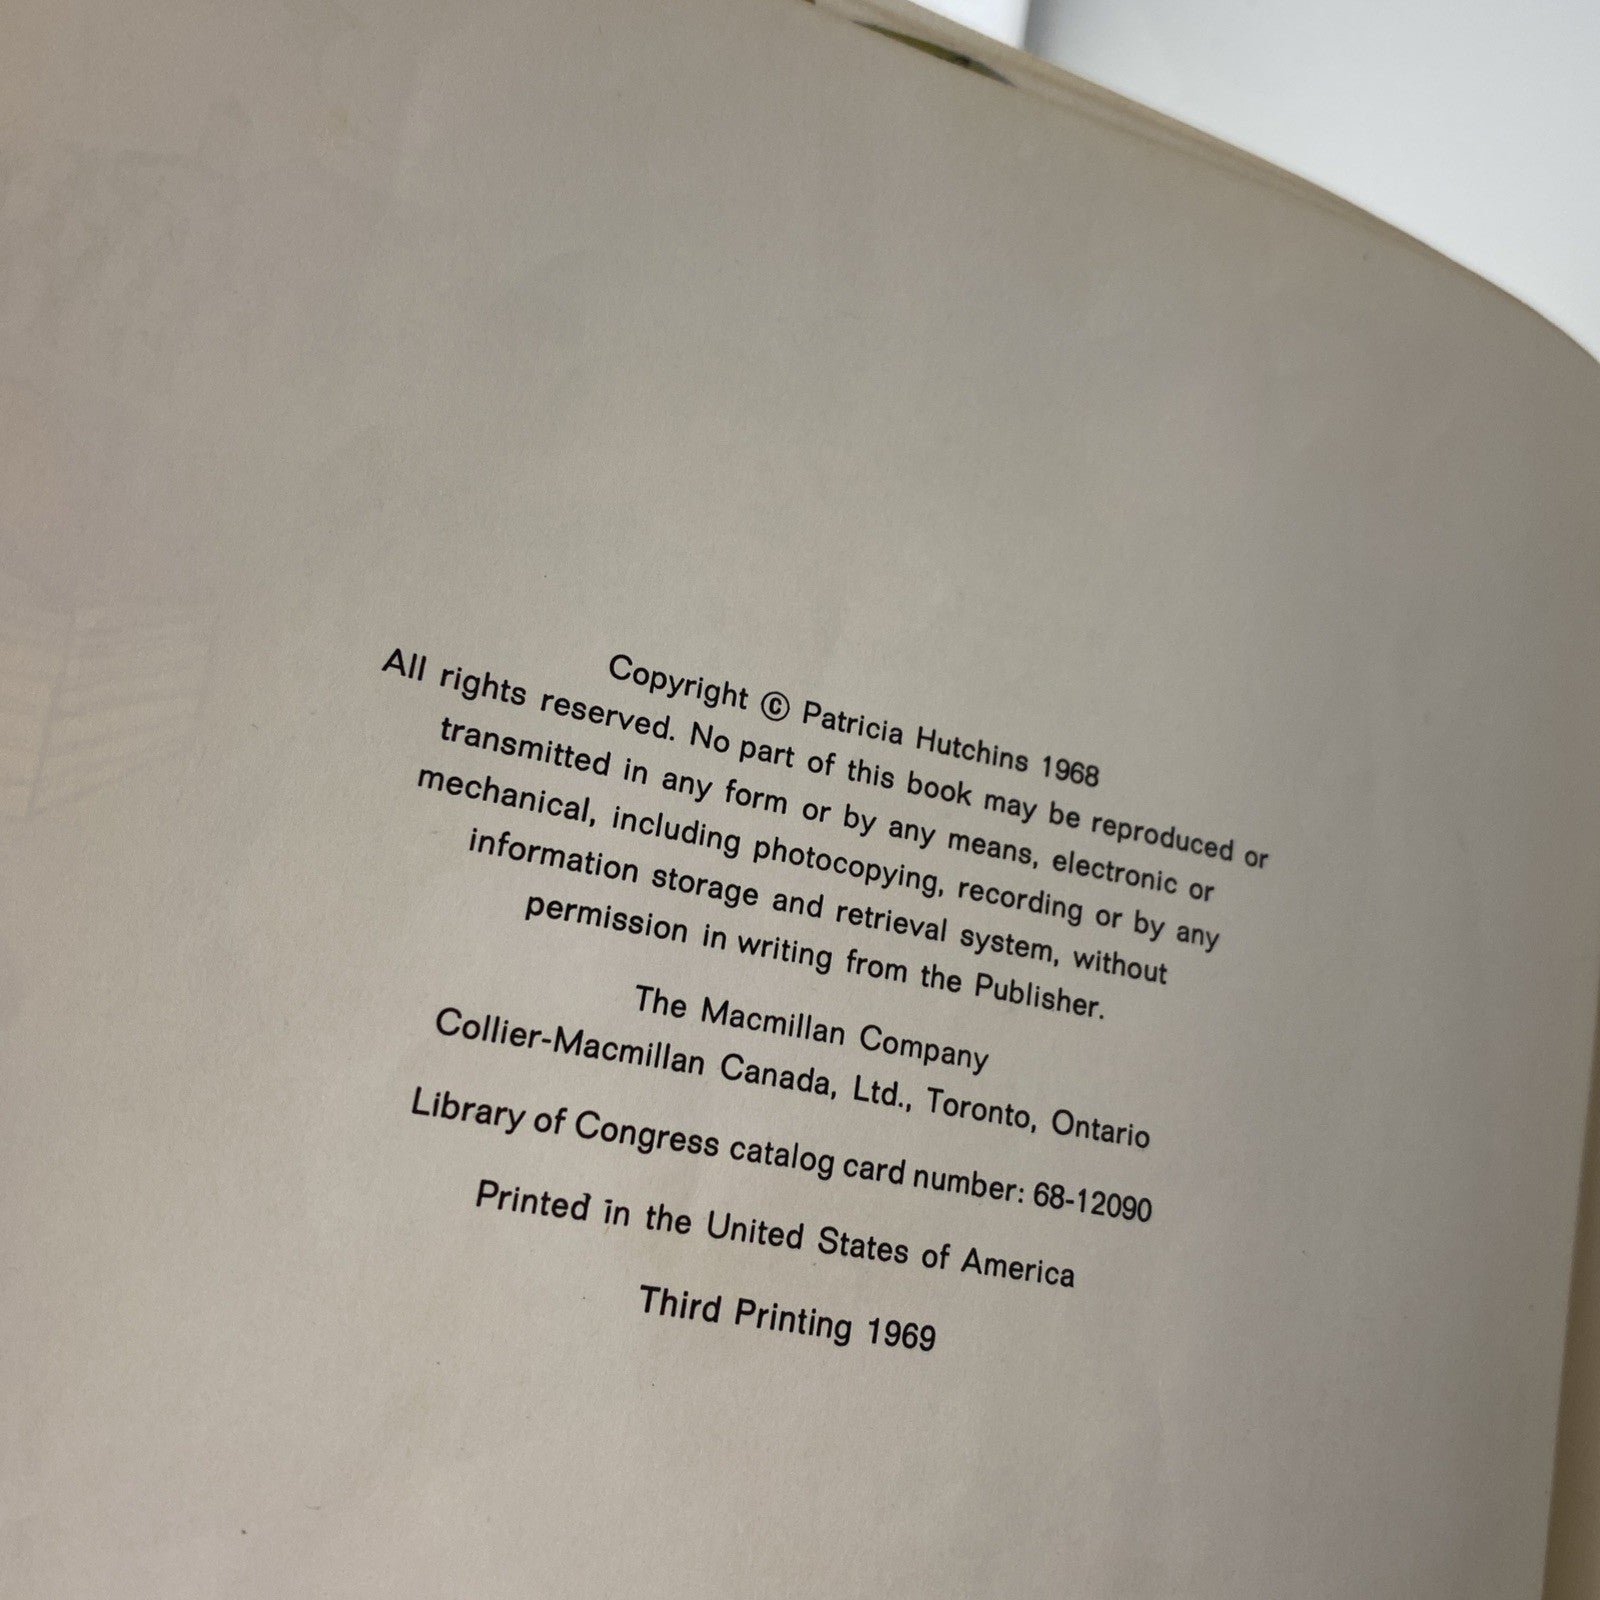 Copyright © Patricia Hutchins 1968
All rights reserved. No part of this book may be reproduced or
transmitted in any form or by any means, electronic or
mechanical, including photocopying, recording or by any
information storage and retrieval system, without
permission in writing from the Publisher.
The Macmillan Company
Collier-Macmillan Canada, Ltd., Toronto, Ontario
Library of Congress catalog card number: 68-12090
Printed in the United States of America
Third Printing 1969